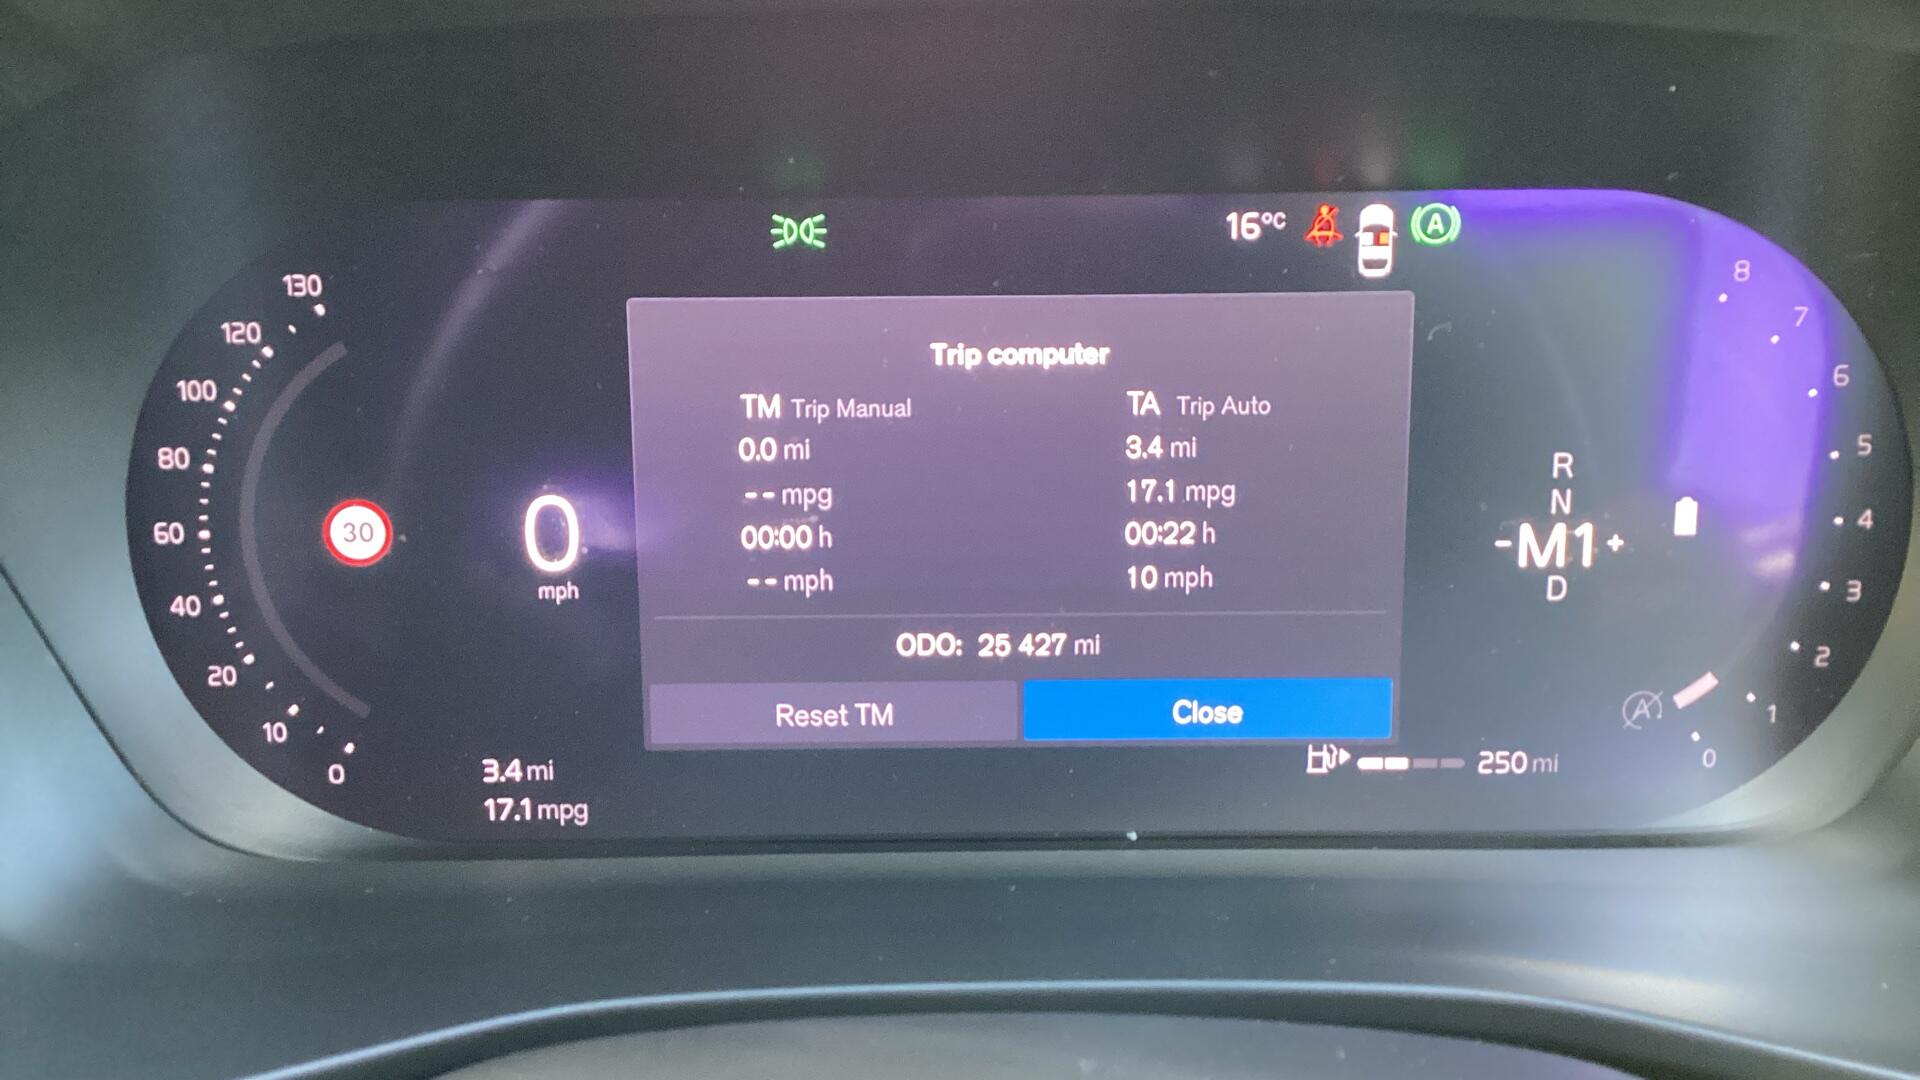 16°C
A
130
120
100
80
60
40
20
10
0
30
0
mph
Trip computer
TM Trip Manual
0.0 mi
-- mpg
00:00 h
-- mph
TA Trip Auto
3.4 mi
17.1 mpg
00:22 h
10 mph
ODO: 25 427 mi
Reset TM
Close
R
N
-M1+
D
8
7
6
5
4
3
2
1
0
A
3.4 mi
17.1 mpg
250 mi